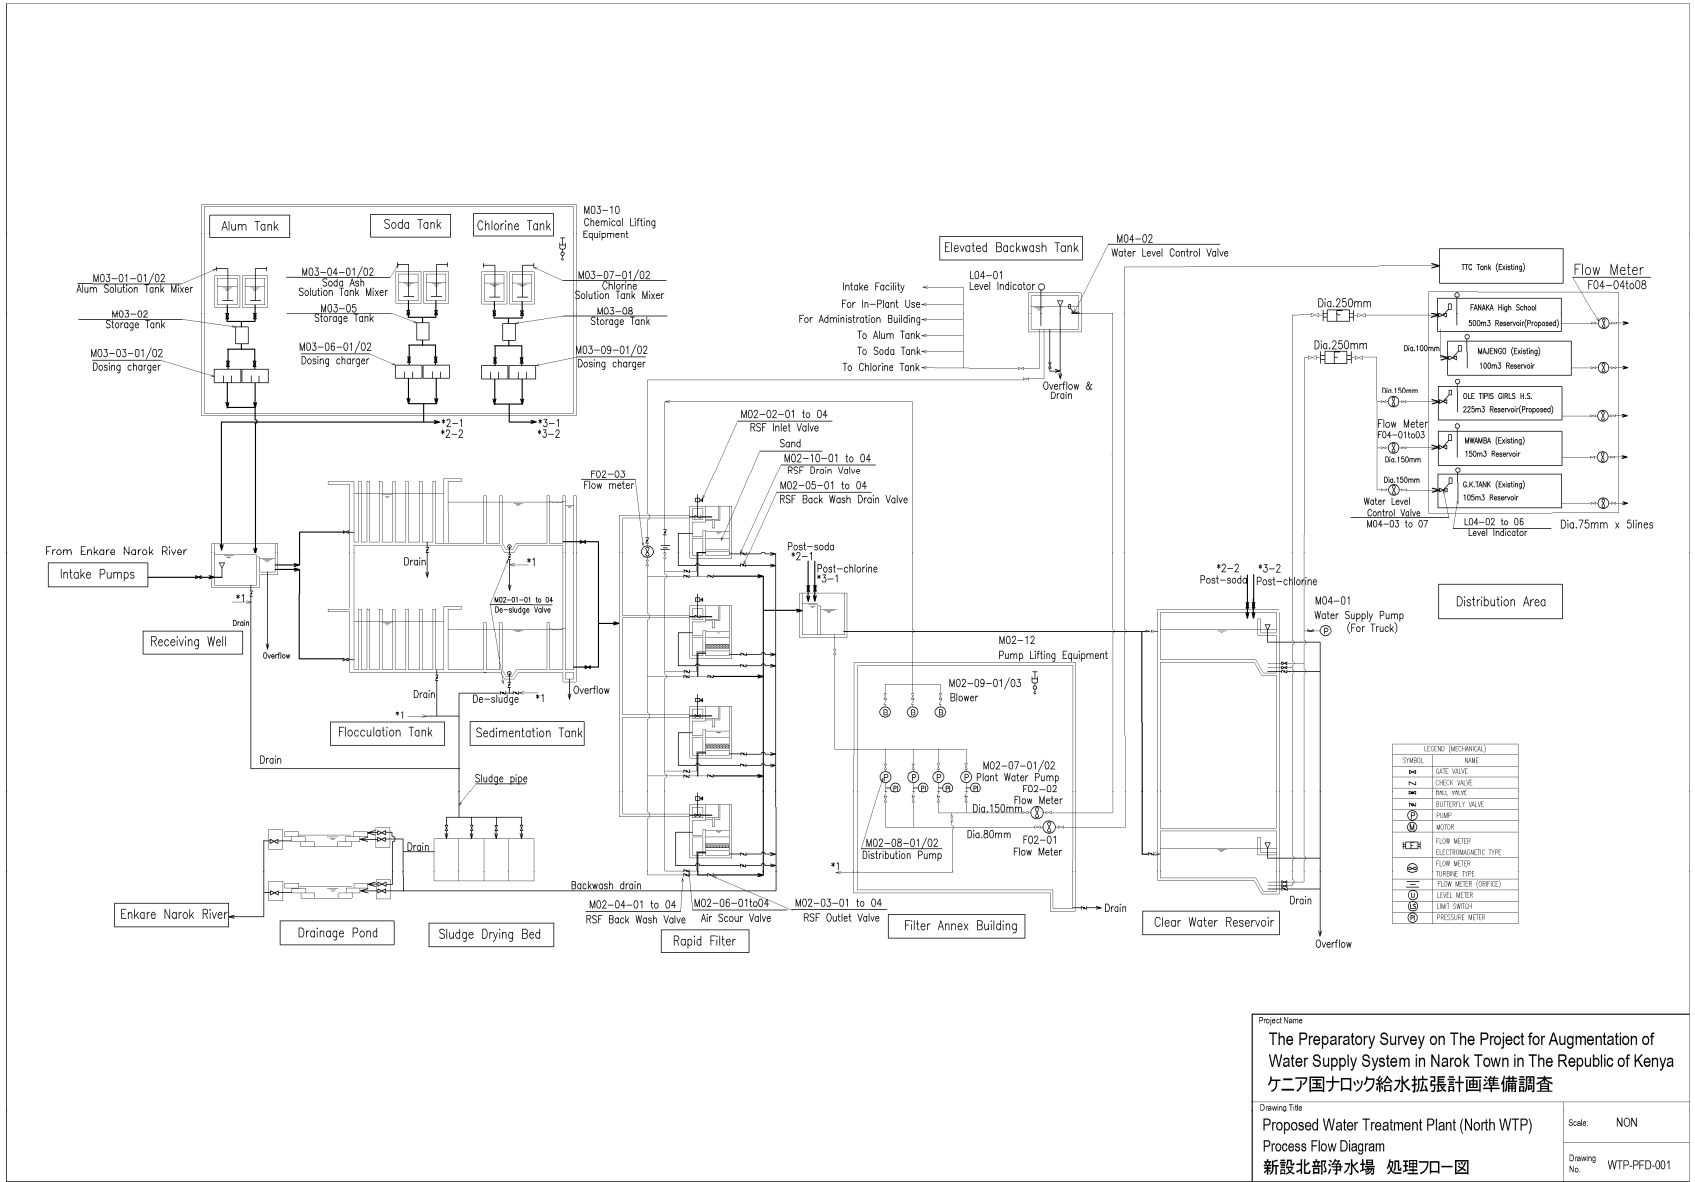 Alum Tank
Soda Tank
Chlorine Tank
M03-10
Chemical Lifting
Equipment
M03-01-01/02
Alum Solution Tank Mixer
M03-02
Storage Tank
M03-03-01/02
Dosing charger
M03-04-01/02
Soda Ash
Solution Tank Mixer
M03-05
Storage Tank
M03-06-01/02
Dosing charger
M03-07-01/02
Chlorine
Solution Tank Mixer
M03-08
Storage Tank
M03-09-01/02
Dosing charger
*2-1
*2-2
*3-1
*3-2
Elevated Backwash Tank
M04-02
Water Level Control Valve
L04-01
Level Indicator
Intake Facility
For In-Plant Use
For Administration Building
To Alum Tank
To Soda Tank
To Chlorine Tank
Overflow &
Drain
TTC Tank (Existing)
Flow Meter
F04-04to08
Dia.250mm
FANAKA High School
500m3 Reservoir(Proposed)
Dia.250mm
Dia.100mm
MAJENGO (Existing)
100m3 Reservoir
Dia.150mm
OLE TIPIS GIRLS H.S.
225m3 Reservoir(Proposed)
Flow Meter
F04-01to03
MWAMBA (Existing)
150m3 Reservoir
Dia.150mm
Dia.150mm
G.K.TANK (Existing)
105m3 Reservoir
Water Level
Control Valve
M04-03 to 07
L04-02 to 06
Level Indicator
Dia.75mm x 5lines
Distribution Area
M02-02-01 to 04
RSF Inlet Valve
Sand
M02-10-01 to 04
RSF Drain Valve
M02-05-01 to 04
RSF Back Wash Drain Valve
F02-03
Flow meter
From Enkare Narok River
Intake Pumps
*1
Drain
Receiving Well
Overflow
Drain
*1
M02-01-01 to 04
De-sludge Valve
Drain
De-sludge
*1
Overflow
*1
Flocculation Tank
Sedimentation Tank
Drain
Sludge pipe
Post-soda
*2-1
Post-chlorine
*3-1
*2-2
*3-2
Post-soda
Post-chlorine
M04-01
Water Supply Pump
(For Truck)
P
M02-12
Pump Lifting Equipment
M02-09-01/03
Blower
B
B
B
M02-07-01/02
Plant Water Pump
F02-02
Flow Meter
P
P
P
P
PI
PI
PI
PI
Dia.150mm
Dia.80mm
F02-01
Flow Meter
M02-08-01/02
Distribution Pump
*1
Drain
Drain
Backwash drain
Enkare Narok River
Drainage Pond
Sludge Drying Bed
M02-04-01 to 04
RSF Back Wash Valve
M02-06-01to04
Air Scour Valve
M02-03-01 to 04
RSF Outlet Valve
Rapid Filter
Filter Annex Building
Clear Water Reservoir
Drain
Overflow
LEGEND (MECHANICAL)
SYMBOL NAME
GATE VALVE
CHECK VALVE
BALL VALVE
BUTTERFLY VALVE
P PUMP
M MOTOR
F FLOW METER
ELECTROMAGNETIC TYPE
FLOW METER
TURBINE TYPE
FLOW METER (ORIFICE)
LEVEL METER
LS LIMIT SWITCH
PI PRESSURE METER
Project Name
The Preparatory Survey on The Project for Augmentation of
Water Supply System in Narok Town in The Republic of Kenya
ケニア国ナロック給水拡張計画準備調査
Drawing Title
Proposed Water Treatment Plant (North WTP)
Process Flow Diagram
新設北部浄水場 処理フロー図
Scale: NON
Drawing
No. WTP-PFD-001